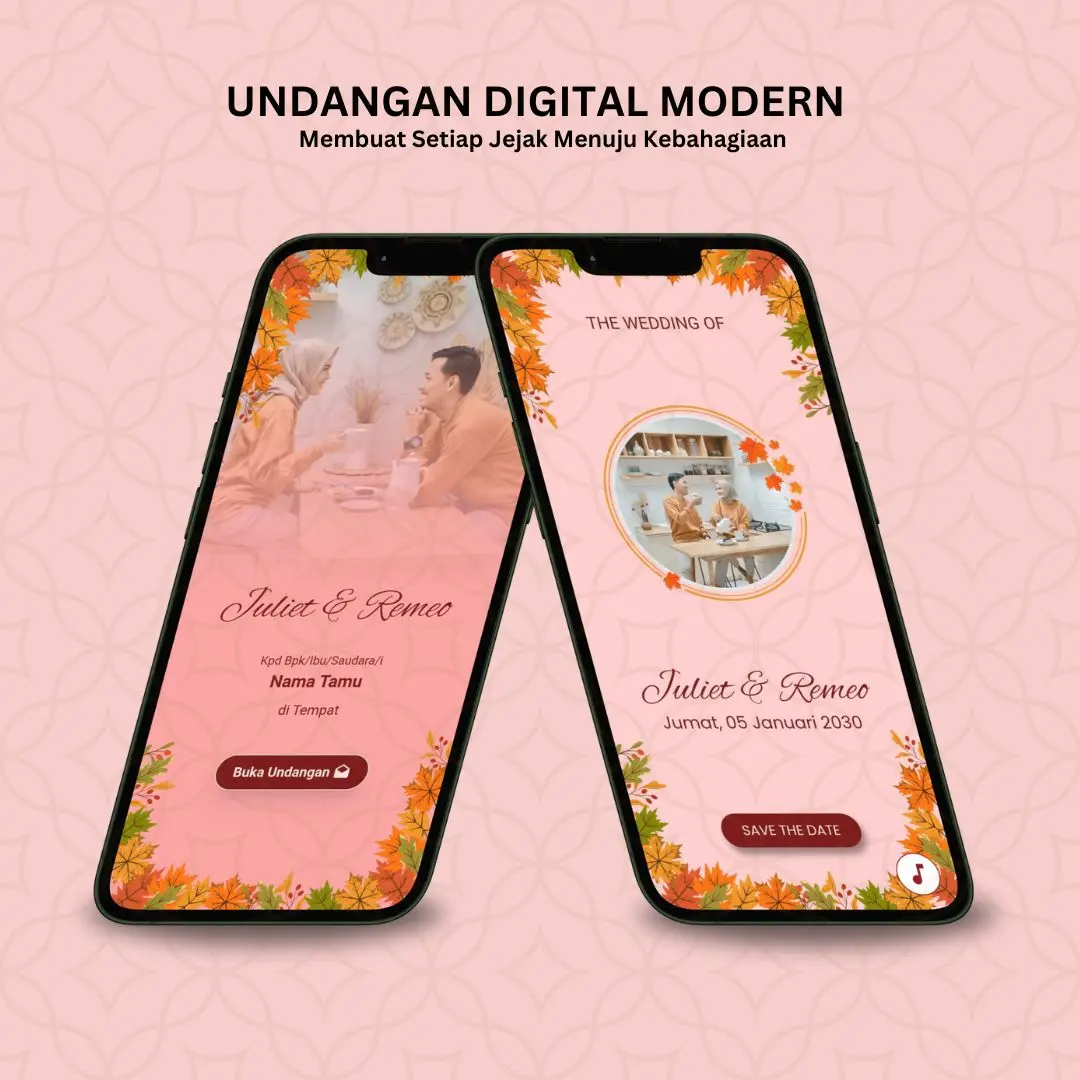 UNDANGAN DIGITAL MODERN
Membuat Setiap Jejak Menuju Kebahagiaan
Juliet & Remeo
Kpd Bpk/Ibu/Saudara/i
Nama Tamu
di Tempat
Buka Undangan
THE WEDDING OF
Juliet & Remeo
Jumat, 05 Januari 2030
SAVE THE DATE